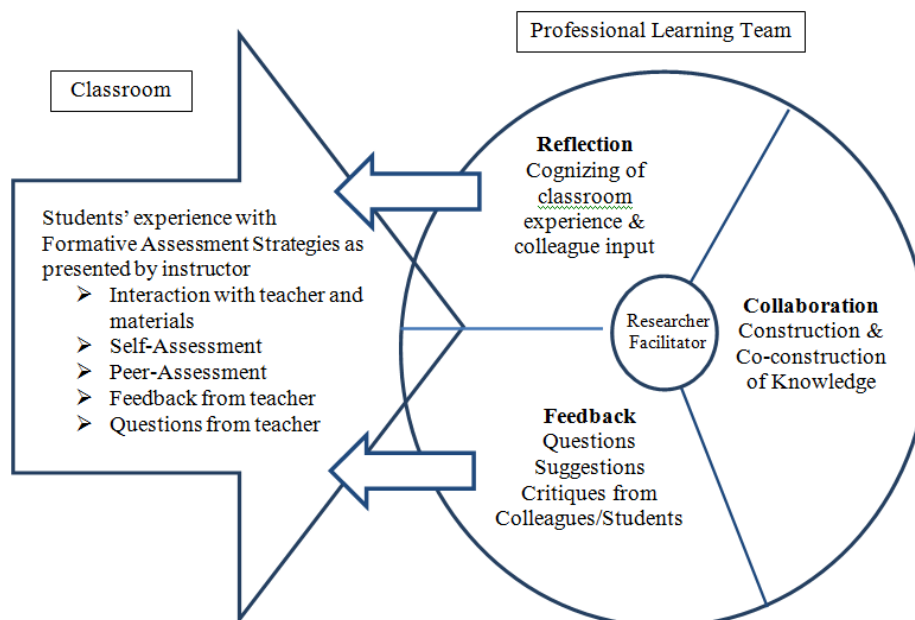 Professional Learning Team
Classroom
Reflection
Cognizing of
classroom
experience &
colleague input
Students’ experience with
Formative Assessment Strategies as
presented by instructor
➢ Interaction with teacher and
materials
➢ Self-Assessment
➢ Peer-Assessment
➢ Feedback from teacher
➢ Questions from teacher
Researcher
Facilitator
Collaboration
Construction &
Co-construction
of Knowledge
Feedback
Questions
Suggestions
Critiques from
Colleagues/Students